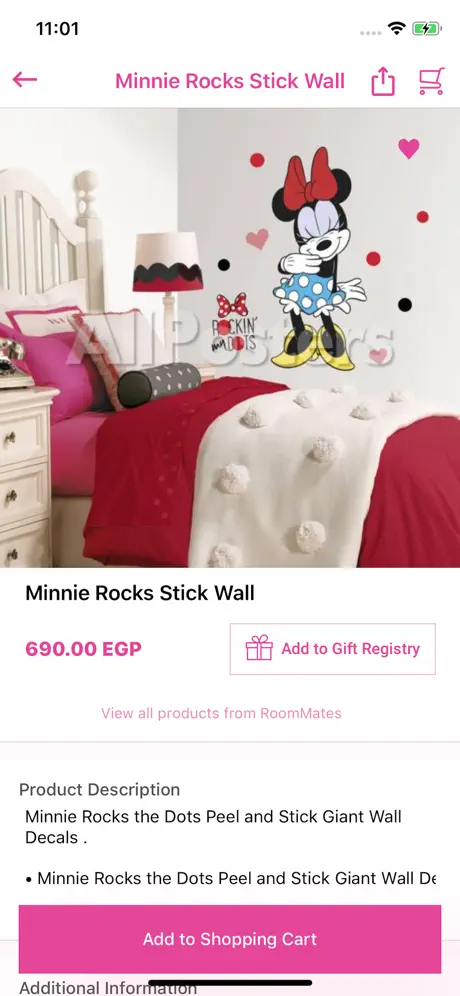 11:01
Minnie Rocks Stick Wall
ROCKIN'
my DOTS
AllPosters
Minnie Rocks Stick Wall
690.00 EGP
Add to Gift Registry
View all products from RoomMates
Product Description
Minnie Rocks the Dots Peel and Stick Giant Wall
Decals .
• Minnie Rocks the Dots Peel and Stick Giant Wall De
Add to Shopping Cart
Additional Information